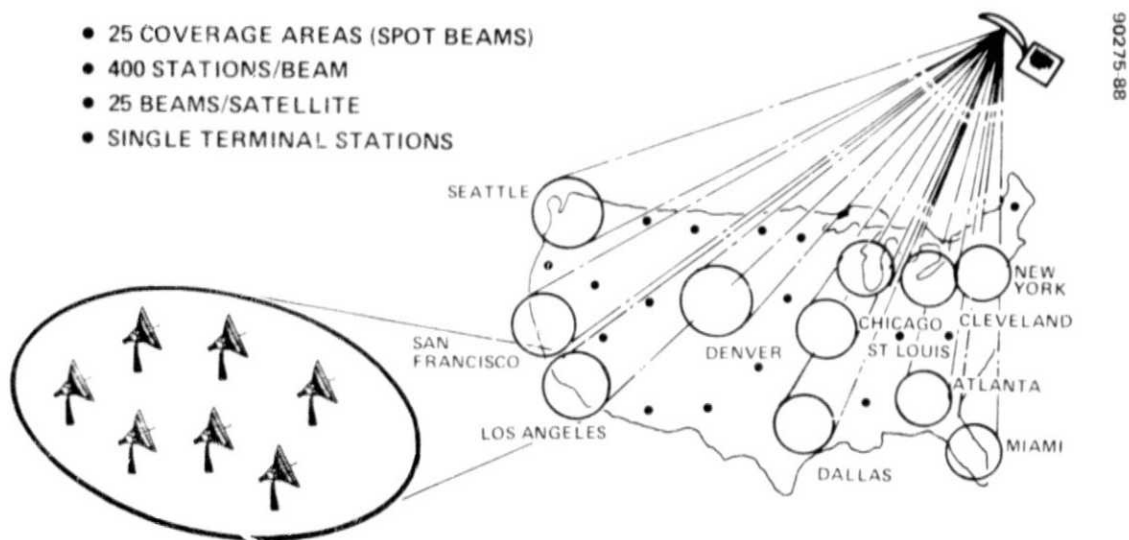 • 25 COVERAGE AREAS (SPOT BEAMS)
• 400 STATIONS/BEAM
• 25 BEAMS/SATELLITE
• SINGLE TERMINAL STATIONS
90275-88
SEATTLE
NEW
YORK
SAN
FRANCISCO
CHICAGO
CLEVELAND
DENVER
ST LOUIS
ATLANTA
LOS ANGELES
MIAMI
DALLAS